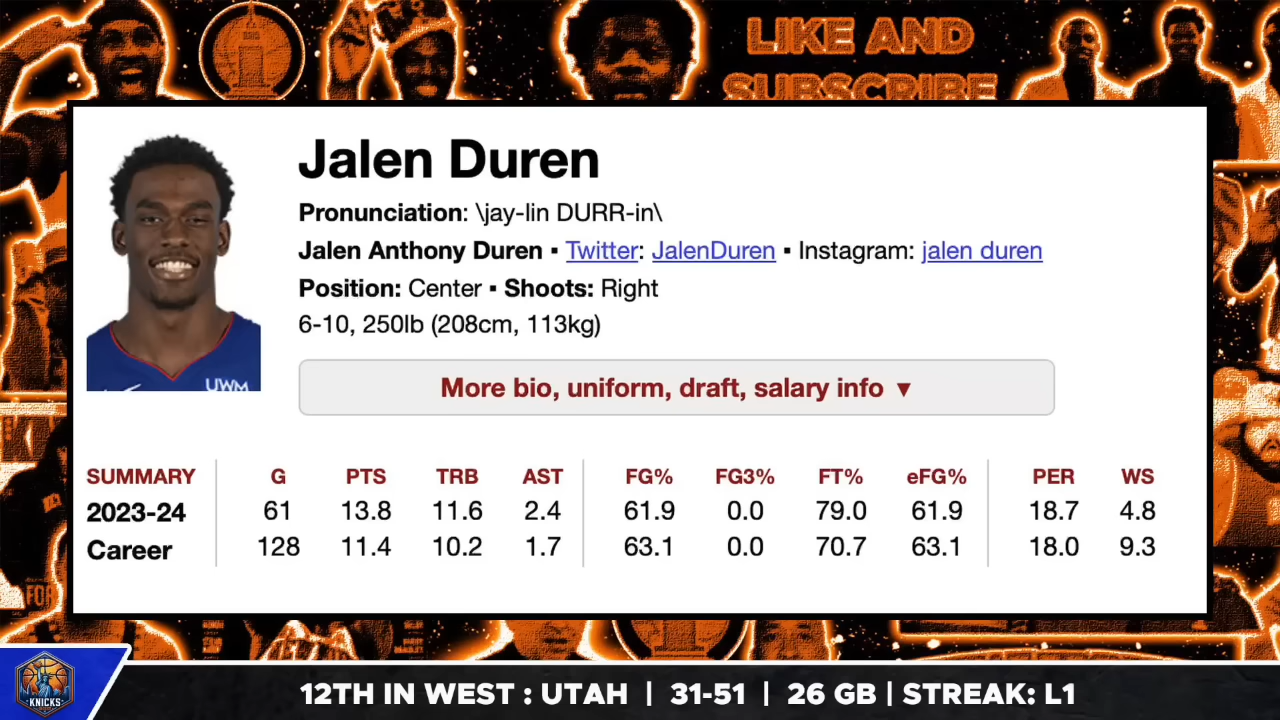 LIKE AND
SUBSCRIBE
Jalen Duren
Pronunciation: \jay-lin DURR-in\
Jalen Anthony Duren ▪ Twitter: JalenDuren ▪ Instagram: jalen duren
Position: Center ▪ Shoots: Right
6-10, 250lb (208cm, 113kg)
UWM
More bio, uniform, draft, salary info ▼
SUMMARY G PTS TRB AST FG% FG3% FT% eFG% PER WS
2023-24 61 13.8 11.6 2.4 61.9 0.0 79.0 61.9 18.7 4.8
Career 128 11.4 10.2 1.7 63.1 0.0 70.7 63.1 18.0 9.3
FOR
KNICKS
12TH IN WEST : UTAH | 31-51 | 26 GB | STREAK: L1